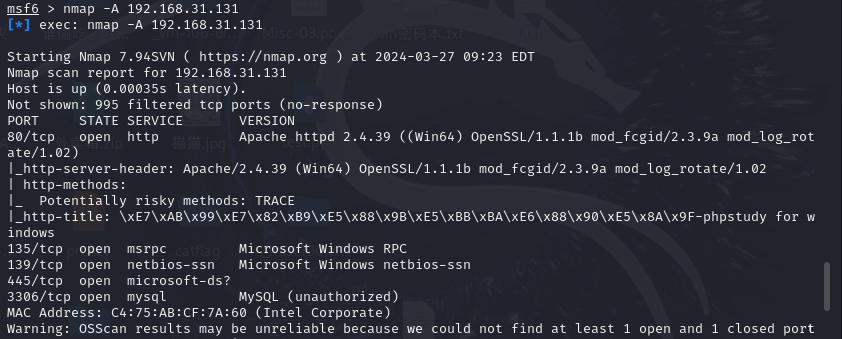 msf6 > nmap -A 192.168.31.131
[*] exec: nmap -A 192.168.31.131
Starting Nmap 7.94SVN ( https://nmap.org ) at 2024-03-27 09:23 EDT
Nmap scan report for 192.168.31.131
Host is up (0.00035s latency).
Not shown: 995 filtered tcp ports (no-response)
PORT     STATE SERVICE       VERSION
80/tcp   open  http          Apache httpd 2.4.39 ((Win64) OpenSSL/1.1.1b mod_fcgid/2.3.9a mod_log_rot
ate/1.02)
|_http-server-header: Apache/2.4.39 (Win64) OpenSSL/1.1.1b mod_fcgid/2.3.9a mod_log_rotate/1.02
| http-methods:
|_  Potentially risky methods: TRACE
|_http-title: \xE7\xAB\x99\xE7\x82\xB9\xE5\x88\x9B\xE5\xBB\xBA\xE6\x88\x90\xE5\x8A\x9F-phpstudy for w
indows
135/tcp  open  msrpc         Microsoft Windows RPC
139/tcp  open  netbios-ssn   Microsoft Windows netbios-ssn
445/tcp  open  microsoft-ds?
3306/tcp open  mysql         MySQL (unauthorized)
MAC Address: C4:75:AB:CF:7A:60 (Intel Corporate)
Warning: OSScan results may be unreliable because we could not find at least 1 open and 1 closed port